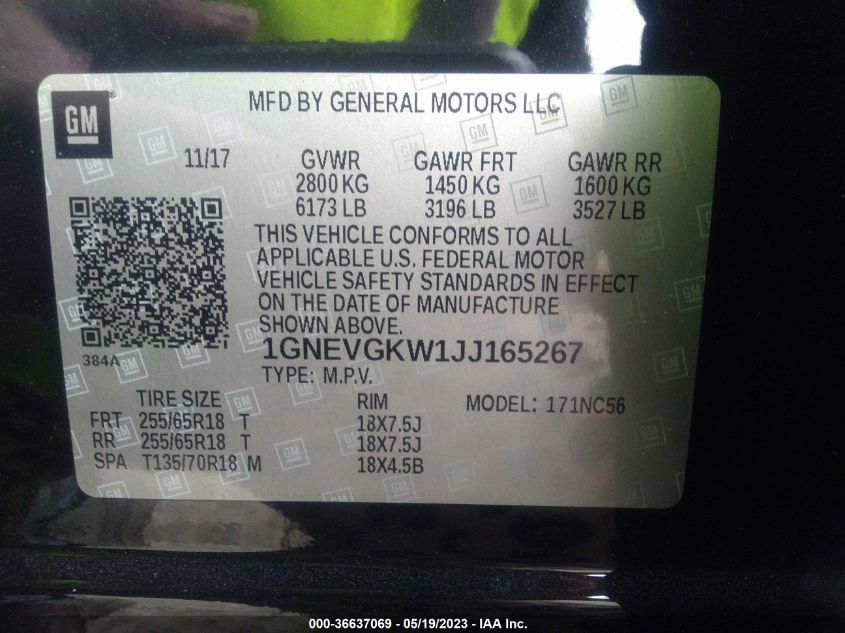 GM
MFD BY GENERAL MOTORS LLC
11/17 GVWR GAWR FRT GAWR RR
2800 KG 1450 KG 1600 KG
6173 LB 3196 LB 3527 LB
THIS VEHICLE CONFORMS TO ALL
APPLICABLE U.S. FEDERAL MOTOR
VEHICLE SAFETY STANDARDS IN EFFECT
ON THE DATE OF MANUFACTURE
SHOWN ABOVE.
1GNEVGKW1JJ165267
384A
TYPE: M.P.V.
TIRE SIZE RIM MODEL: 171NC56
FRT 255/65R18 T 18X7.5J
RR 255/65R18 T 18X7.5J
SPA T135/70R18 M 18X4.5B
000-36637069 - 05/19/2023 - IAA Inc.